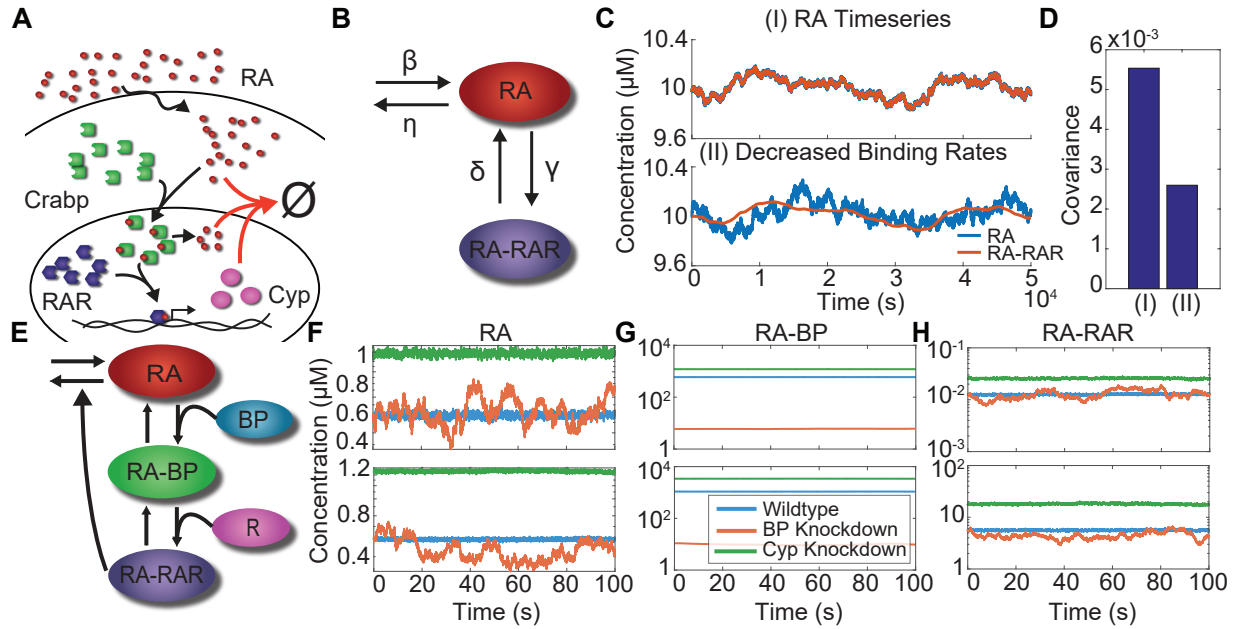 A
RA
Crabp
RAR
Cyp
Ø
B
β
η
RA
δ
γ
RA-RAR
C
(I) RA Timeseries
10.4
10
9.6
(II) Decreased Binding Rates
10.4
10
9.6
Concentration (μM)
RA
RA-RAR
0 1 2 3 4 5
Time (s)
10⁴
D
×10⁻³
6
5
4
3
2
1
0
Covariance
(I) (II)
E
RA
BP
RA-BP
R
RA-RAR
F
RA
1
0.8
0.6
0.4
1.2
0.8
0.4
Concentration (μM)
0 20 40 60 80 100
Time (s)
G
RA-BP
10⁴
10²
1
10⁴
10²
1
Wildtype
BP Knockdown
Cyp Knockdown
0 20 40 60 80 100
Time (s)
H
RA-RAR
10⁻¹
10⁻²
10⁻³
10²
10
1
0 20 40 60 80 100
Time (s)